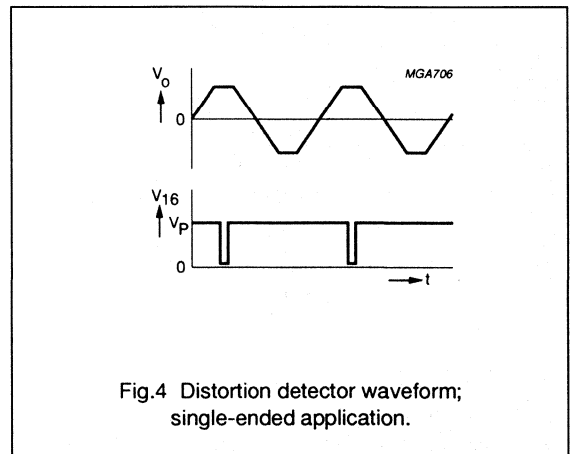 V_o
MGA706
0
V_16
V_P
0
t
Fig.4 Distortion detector waveform;
single-ended application.